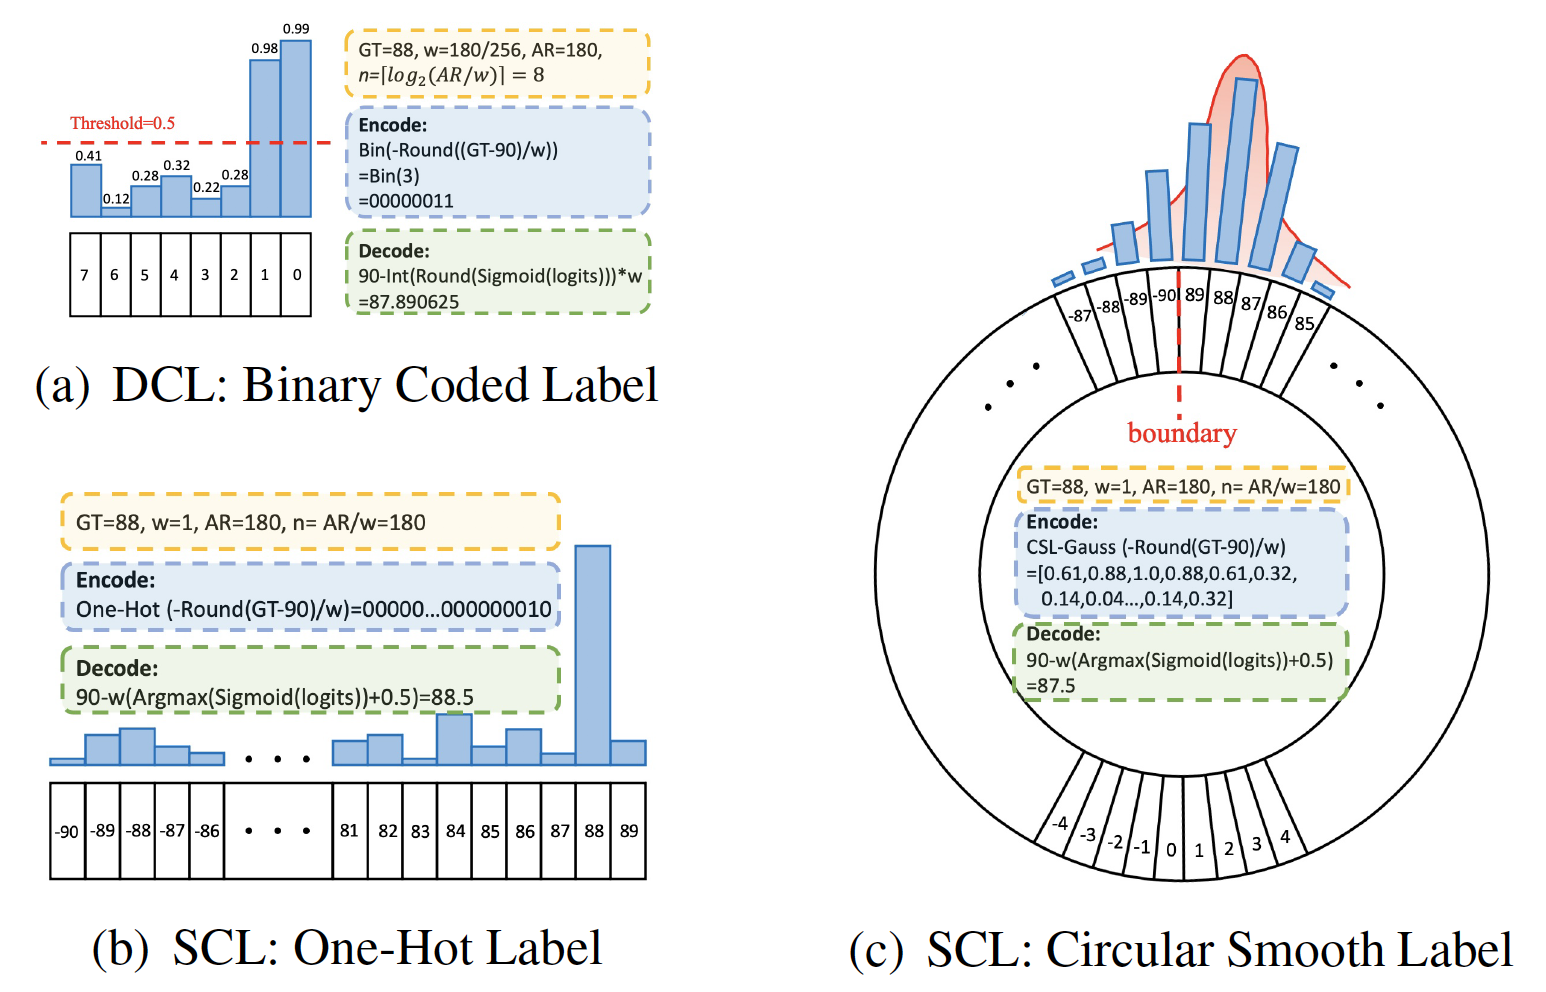 0.99
0.98
Threshold=0.5
0.41
0.12
0.28
0.32
0.22
0.28
7 6 5 4 3 2 1 0
GT=88, w=180/256, AR=180,
n=⌈log₂(AR/w)⌉ = 8
Encode:
Bin(-Round((GT-90)/w))
=Bin(3)
=00000011
Decode:
90-Int(Round(Sigmoid(logits)))*w
=87.890625
(a) DCL: Binary Coded Label
GT=88, w=1, AR=180, n= AR/w=180
Encode:
One-Hot (-Round(GT-90)/w)=00000...000000010
Decode:
90-w(Argmax(Sigmoid(logits))+0.5)=88.5
-90 -89 -88 -87 -86 • • • 81 82 83 84 85 86 87 88 89
(b) SCL: One-Hot Label
-87 -88 -89 -90 89 88 87 86 85
boundary
GT=88, w=1, AR=180, n= AR/w=180
Encode:
CSL-Gauss (-Round(GT-90)/w)
=[0.61,0.88,1.0,0.88,0.61,0.32,
0.14,0.04...,0.14,0.32]
Decode:
90-w(Argmax(Sigmoid(logits))+0.5)
=87.5
-4 -3 -2 -1 0 1 2 3 4
(c) SCL: Circular Smooth Label